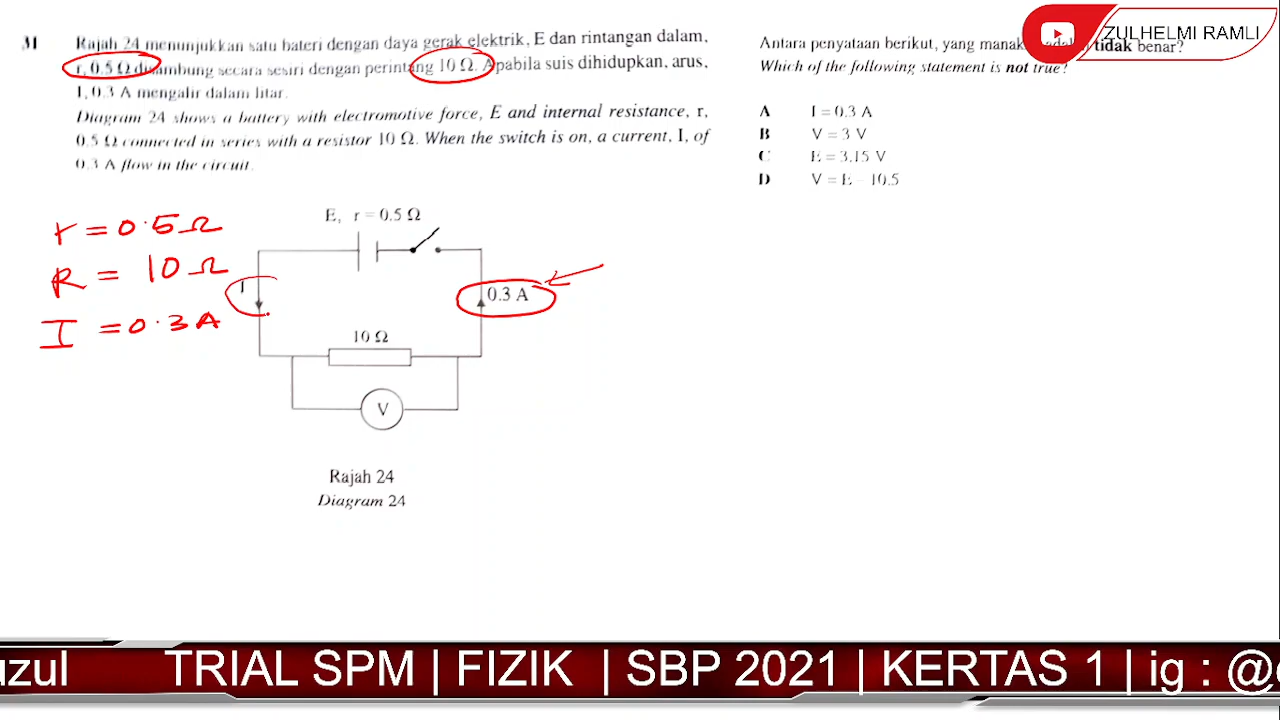 31 Rajah 24 menunjukkan satu bateri dengan daya gerak elektrik, E dan rintangan dalam,
r, 0.5 Ω disambung secara sesiri dengan perintang 10 Ω. Apabila suis dihidupkan, arus,
I, 0.3 A mengalir dalam litar.
Diagram 24 shows a battery with electromotive force, E and internal resistance, r,
0.5 Ω connected in series with a resistor 10 Ω. When the switch is on, a current, I, of
0.3 A flow in the circuit.
r = 0.5 Ω
R = 10 Ω
I = 0.3 A
E, r = 0.5 Ω
I
0.3 A
10 Ω
V
Rajah 24
Diagram 24
ZULHELMI RAMLI
Antara penyataan berikut, yang manakah tidak benar?
Which of the following statement is not true?
A I = 0.3 A
B V = 3 V
C E = 3.15 V
D V = E – 10.5
uzul TRIAL SPM | FIZIK | SBP 2021 | KERTAS 1 | ig : @